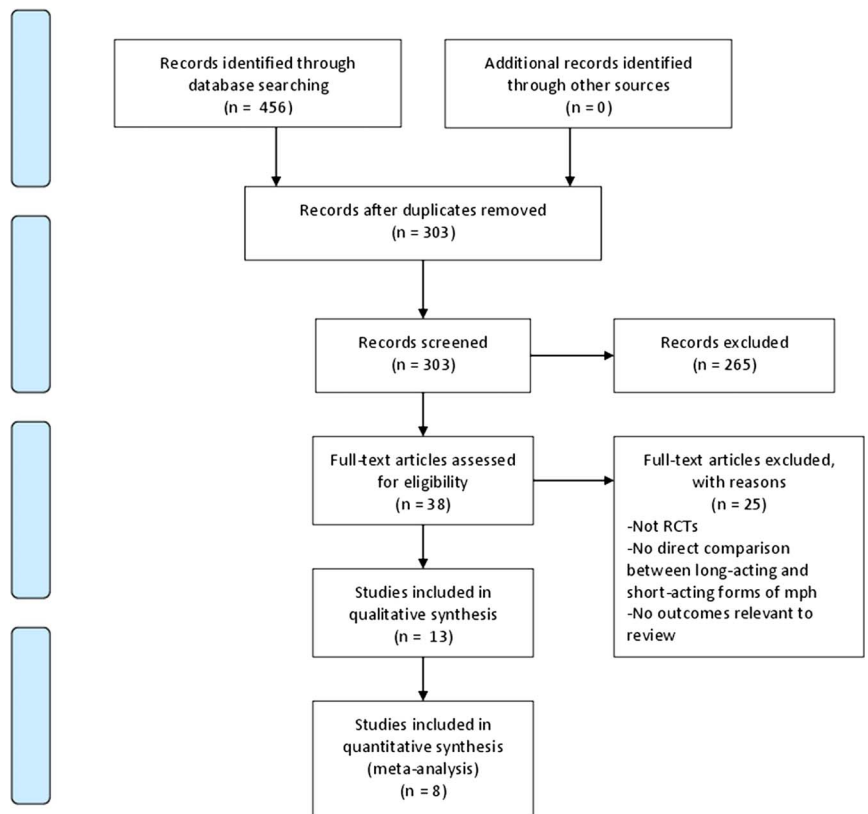 Records identified through
database searching
(n = 456)
Additional records identified
through other sources
(n = 0)
Records after duplicates removed
(n = 303)
Records screened
(n = 303)
Records excluded
(n = 265)
Full-text articles assessed
for eligibility
(n = 38)
Full-text articles excluded,
with reasons
(n = 25)
-Not RCTs
-No direct comparison
between long-acting and
short-acting forms of mph
-No outcomes relevant to
review
Studies included in
qualitative synthesis
(n = 13)
Studies included in
quantitative synthesis
(meta-analysis)
(n = 8)